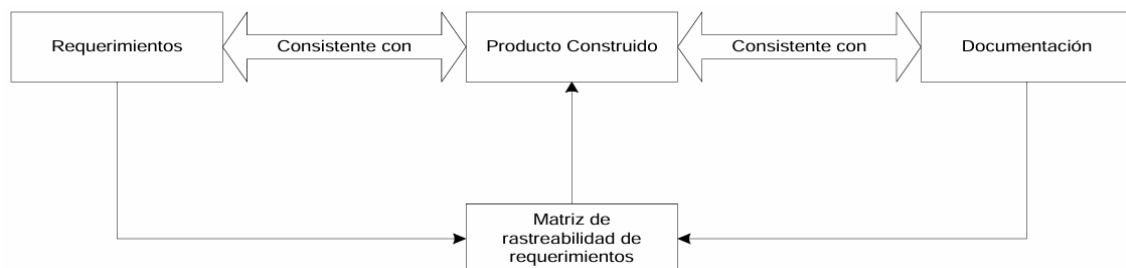 Requerimientos
Consistente con
Producto Construido
Consistente con
Documentación
Matriz de
rastreabilidad de
requerimientos